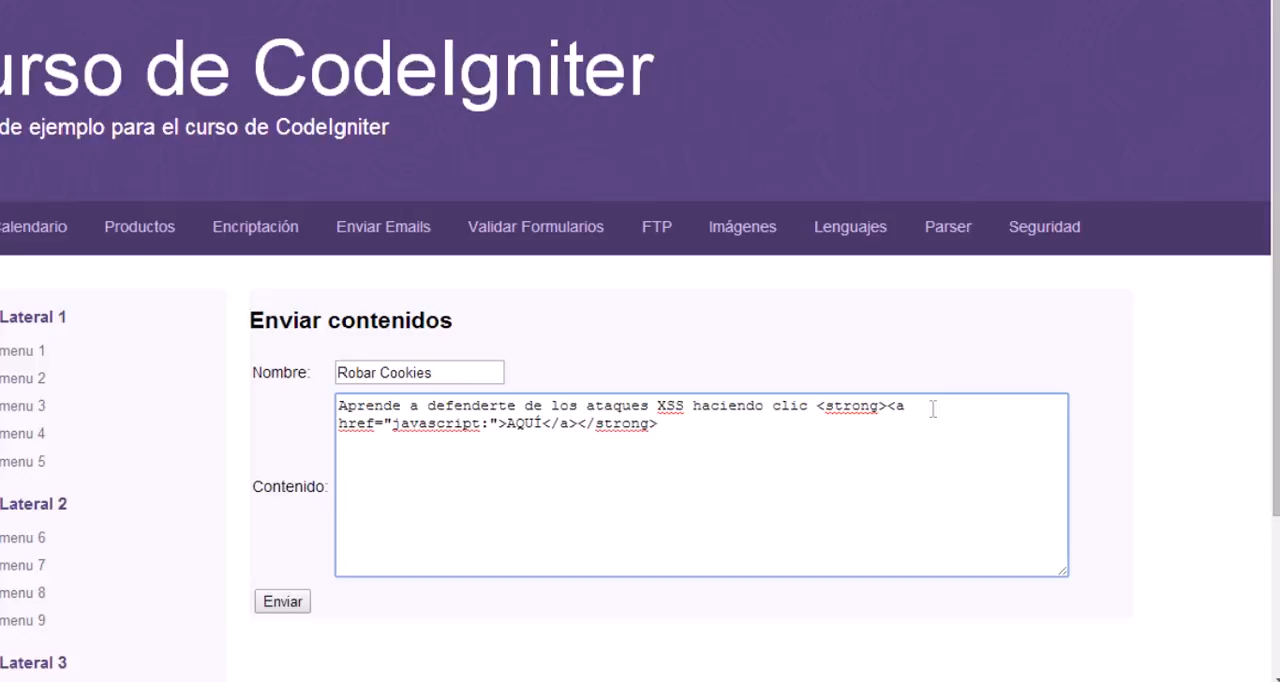 urso de CodeIgniter
de ejemplo para el curso de CodeIgniter
alendario Productos Encriptación Enviar Emails Validar Formularios FTP Imágenes Lenguajes Parser Seguridad
Lateral 1
menu 1
menu 2
menu 3
menu 4
menu 5
Lateral 2
menu 6
menu 7
menu 8
menu 9
Lateral 3
Enviar contenidos
Nombre: Robar Cookies
Contenido:
Aprende a defenderte de los ataques XSS haciendo clic <strong><a
href="javascript:">AQUÍ</a></strong>
Enviar